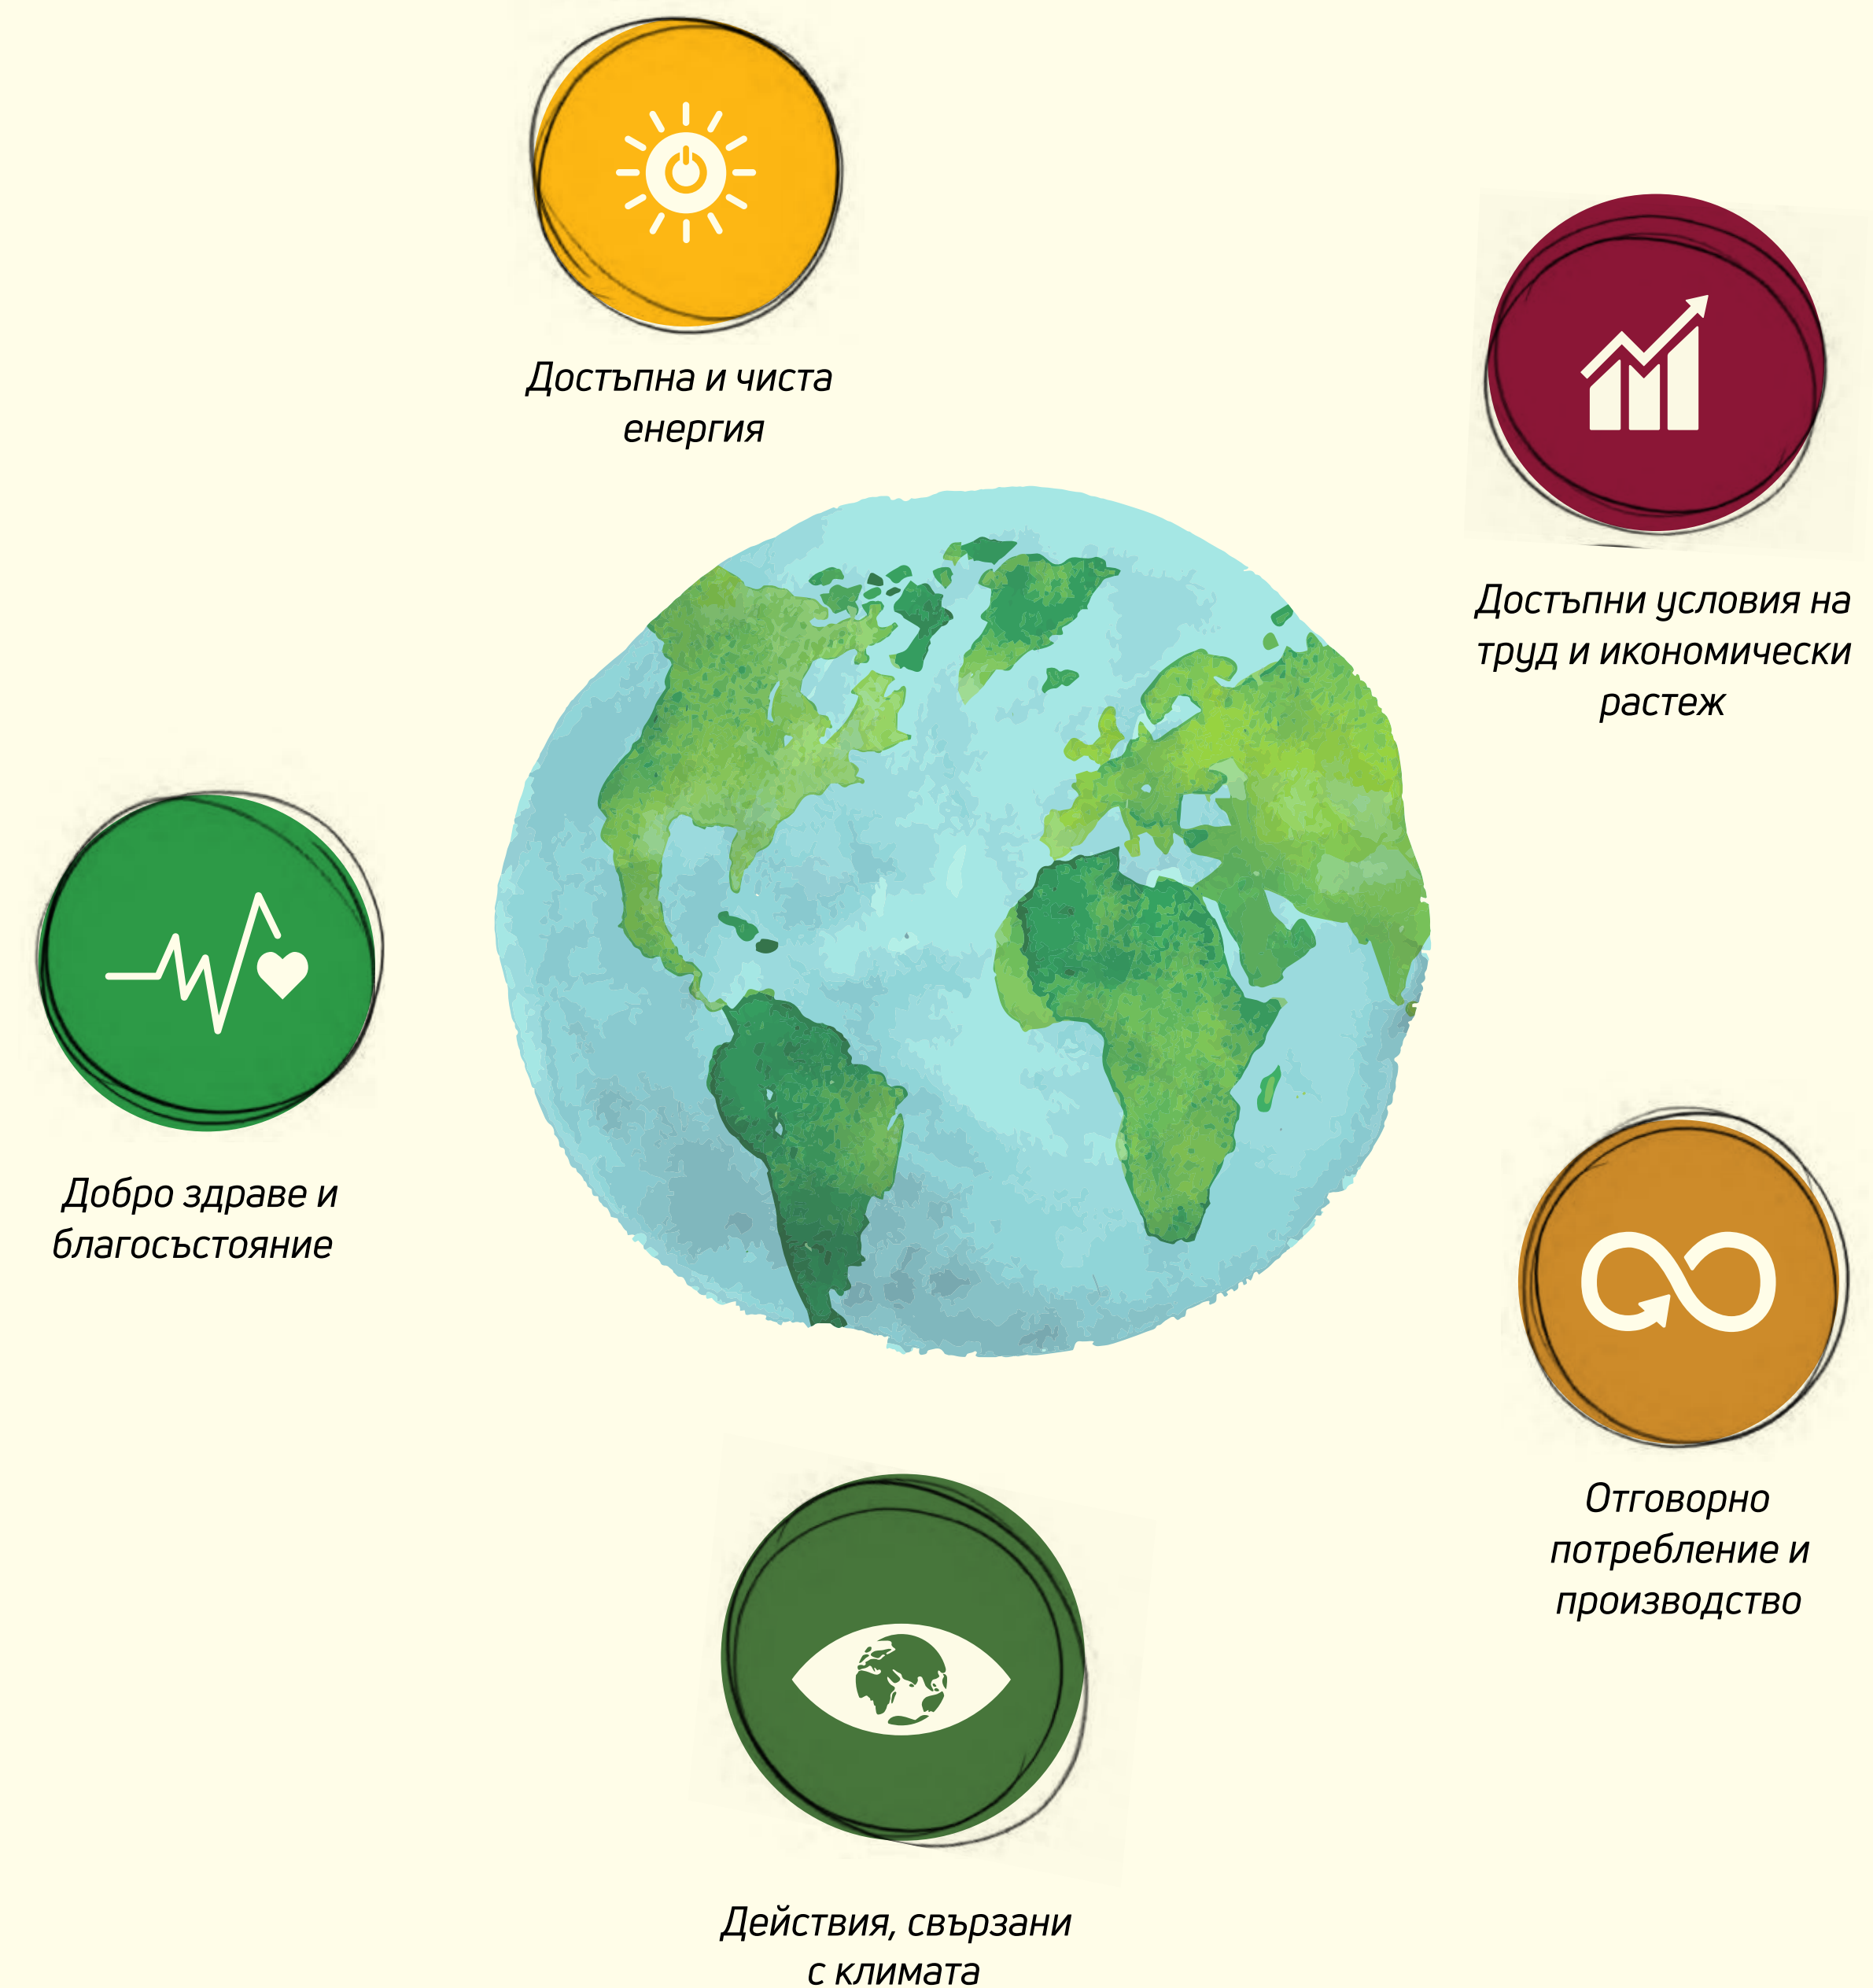 Достъпна и чиста
енергия
Достъпни условия на
труд и икономически
растеж
Добро здраве и
благосъстояние
Отговорно
потребление и
производство
Действия, свързани
с климата